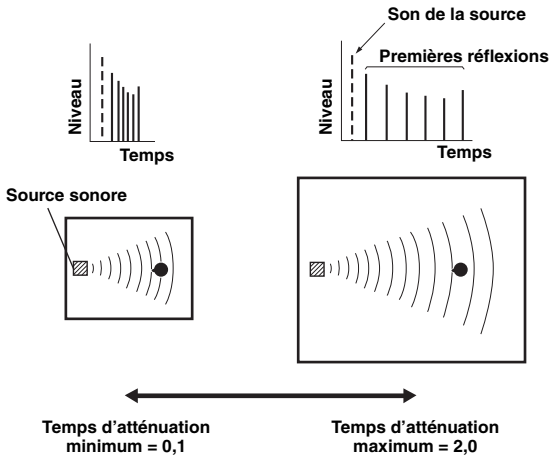 Son de la source
Premières réflexions
Niveau
Temps
Niveau
Temps
Source sonore
Temps d’atténuation
minimum = 0,1
Temps d’atténuation
maximum = 2,0